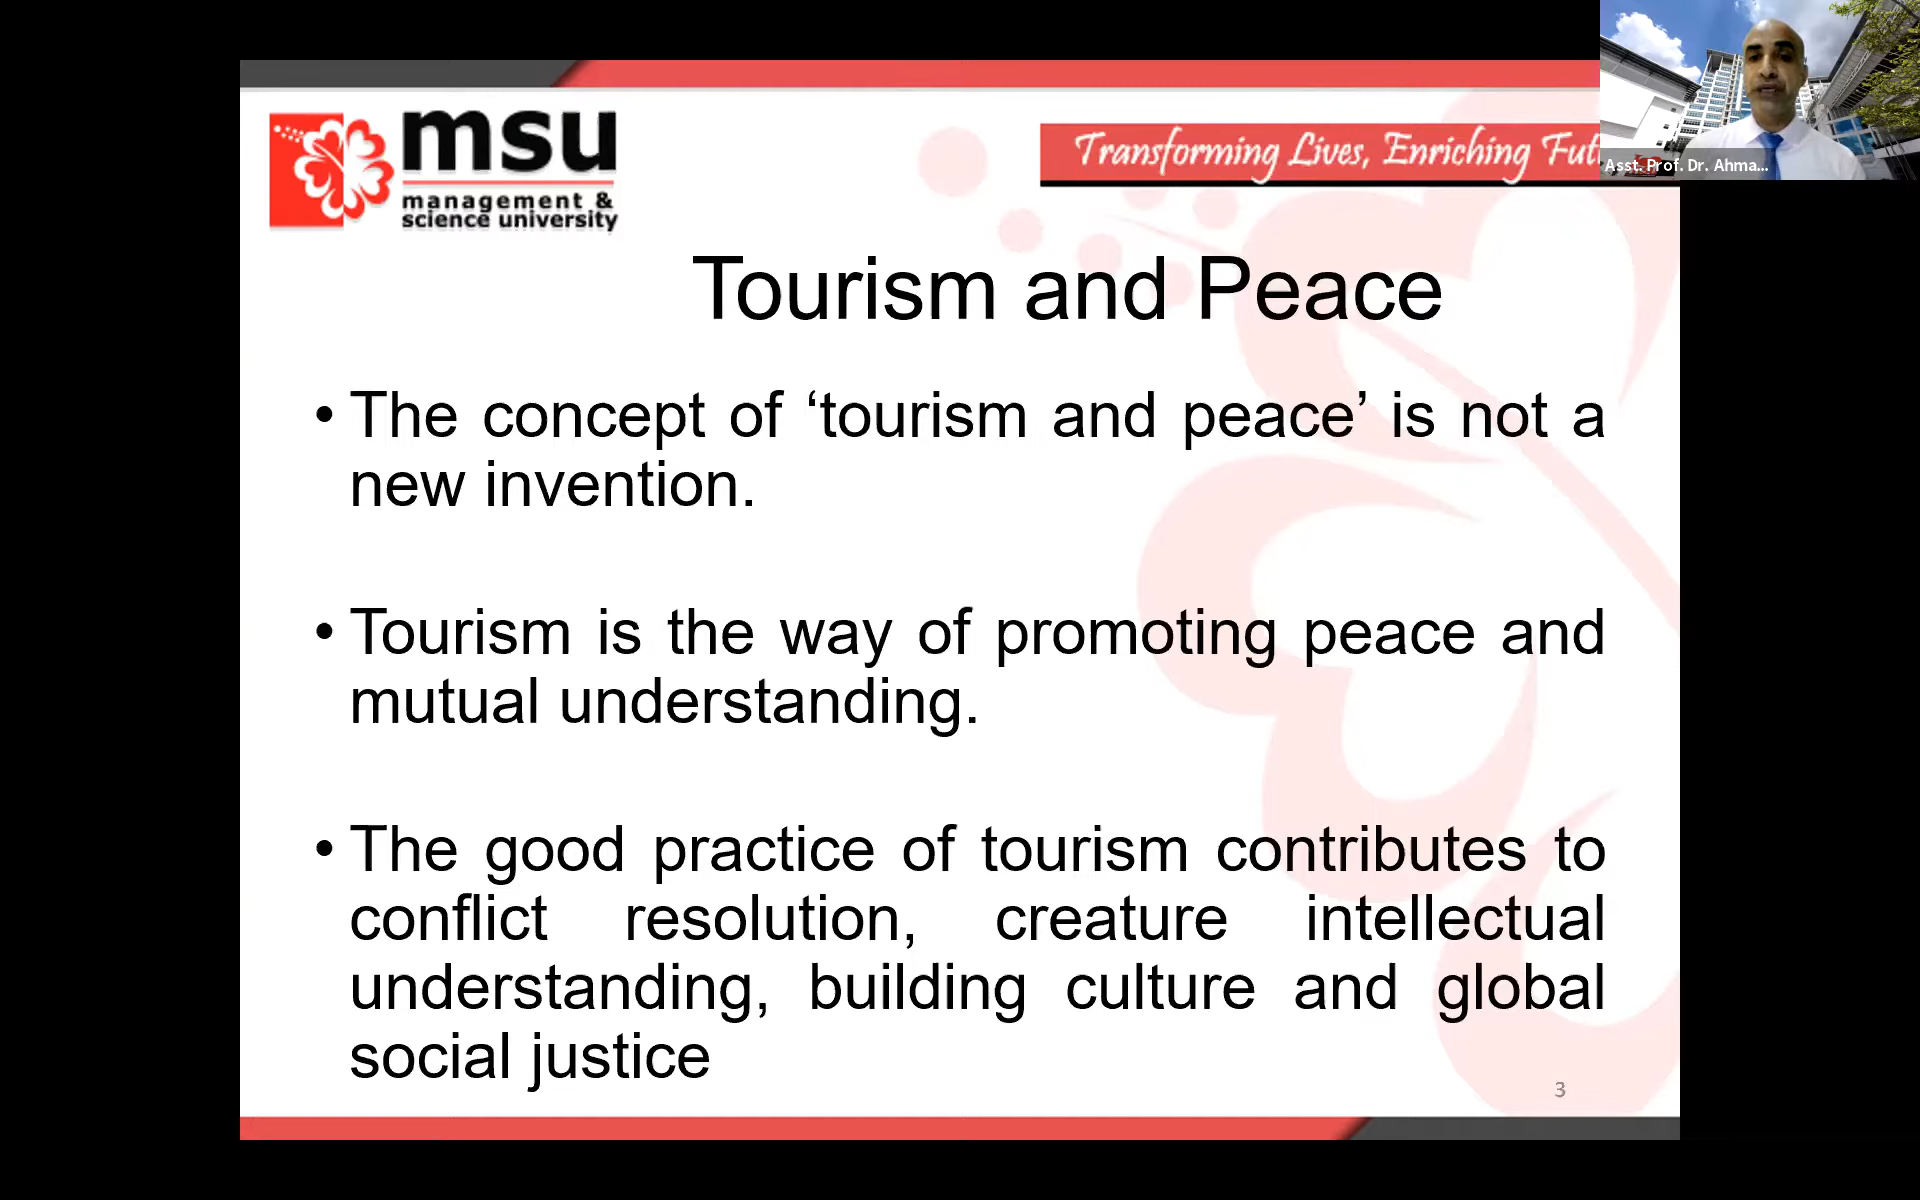 msu
management &
science university
Transforming Lives, Enriching Fut
Asst. Prof. Dr. Ahma...
Tourism and Peace
• The concept of ‘tourism and peace’ is not a
new invention.
• Tourism is the way of promoting peace and
mutual understanding.
• The good practice of tourism contributes to
conflict resolution, creature intellectual
understanding, building culture and global
social justice
3